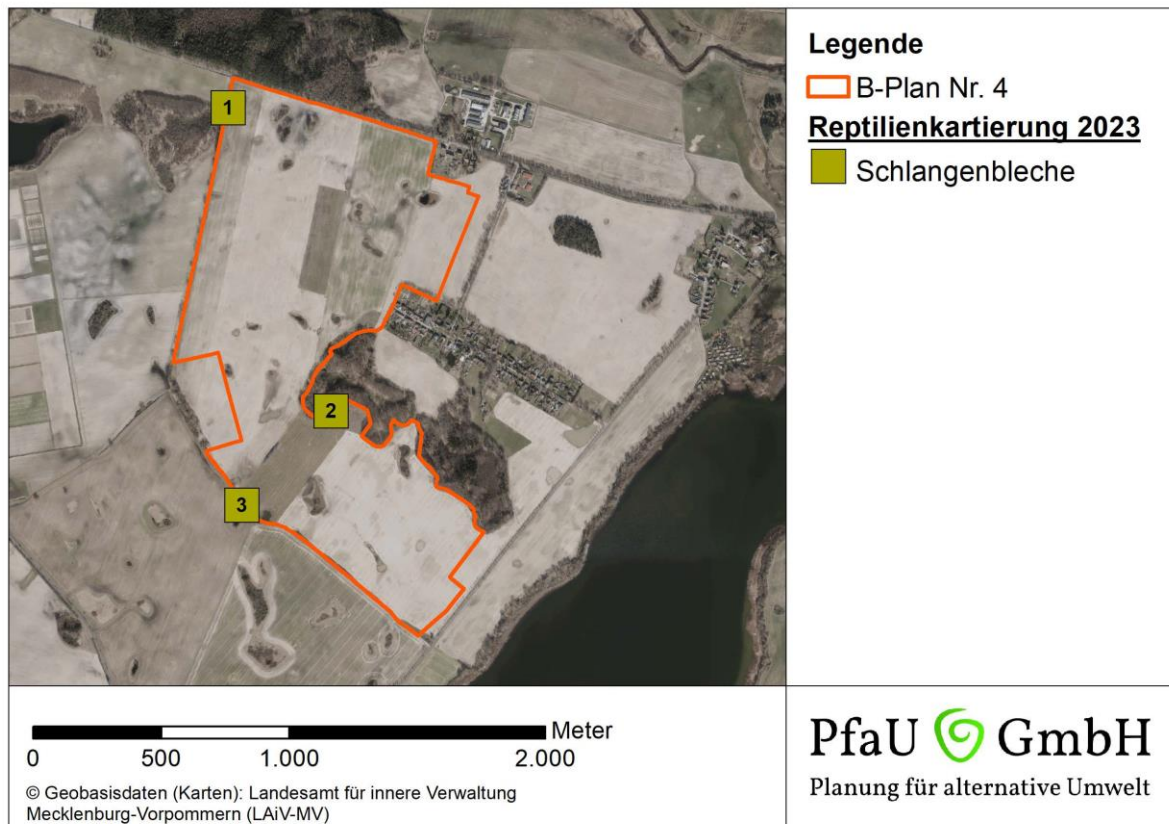 1
2
3
Legende
B-Plan Nr. 4
Reptilienkartierung 2023
Schlangenbleche
Meter
0 500 1.000 2.000
© Geobasisdaten (Karten): Landesamt für innere Verwaltung
Mecklenburg-Vorpommern (LAiV-MV)
PfaU GmbH
Planung für alternative Umwelt